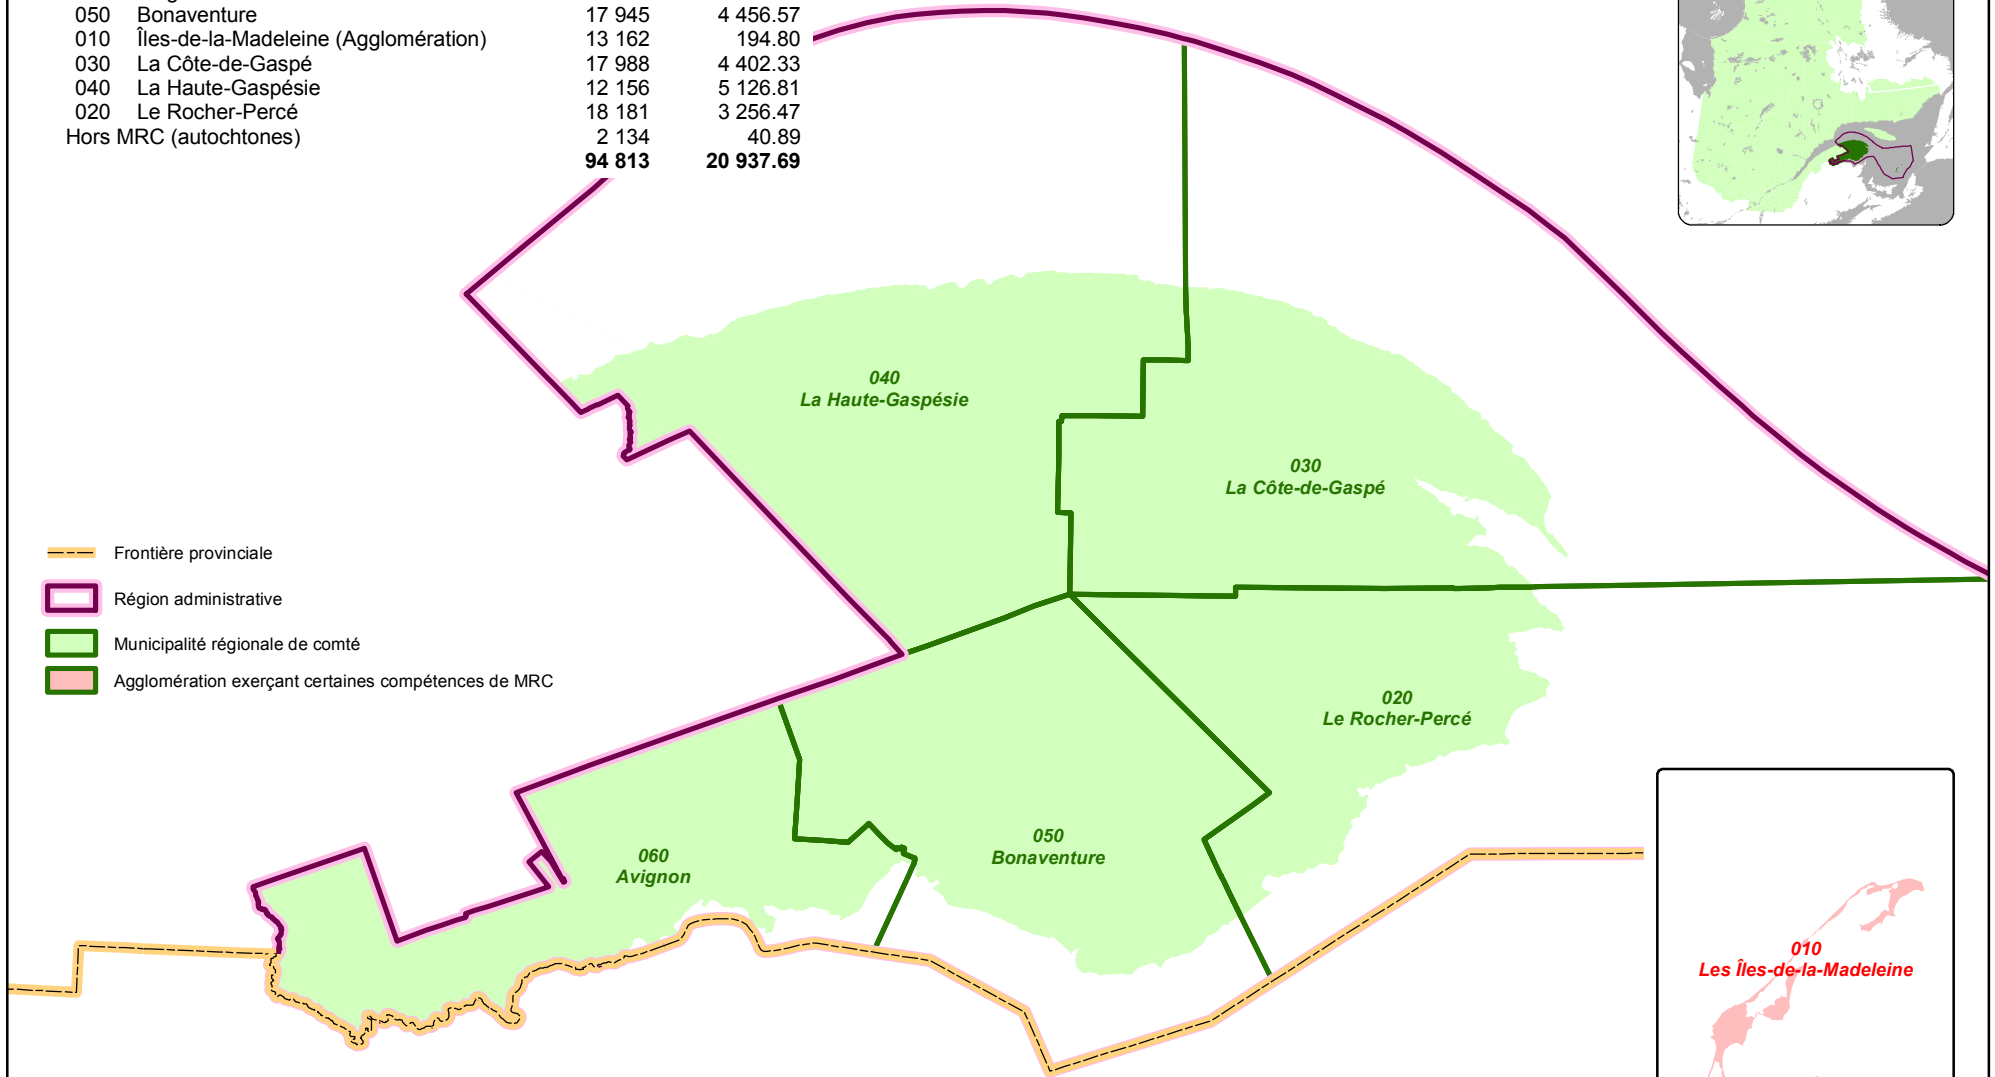 050 Bonaventure 17 945 4 456.57
010 Îles-de-la-Madeleine (Agglomération) 13 162 194.80
030 La Côte-de-Gaspé 17 988 4 402.33
040 La Haute-Gaspésie 12 156 5 126.81
020 Le Rocher-Percé 18 181 3 256.47
Hors MRC (autochtones) 2 134 40.89
94 813 20 937.69
040
La Haute-Gaspésie
030
La Côte-de-Gaspé
Frontière provinciale
Région administrative
Municipalité régionale de comté
Agglomération exerçant certaines compétences de MRC
020
Le Rocher-Percé
050
Bonaventure
060
Avignon
010
Les Îles-de-la-Madeleine